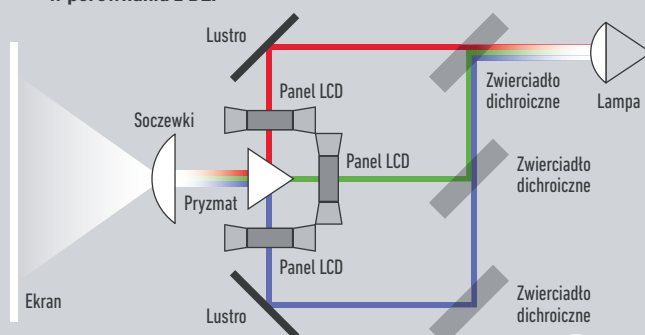 Lustro
Panel LCD
Zwierciadło
dichroiczne
Lampa
Soczewki
Panel LCD
Zwierciadło
dichroiczne
Pryzmat
Panel LCD
Ekran
Lustro
Zwierciadło
dichroiczne